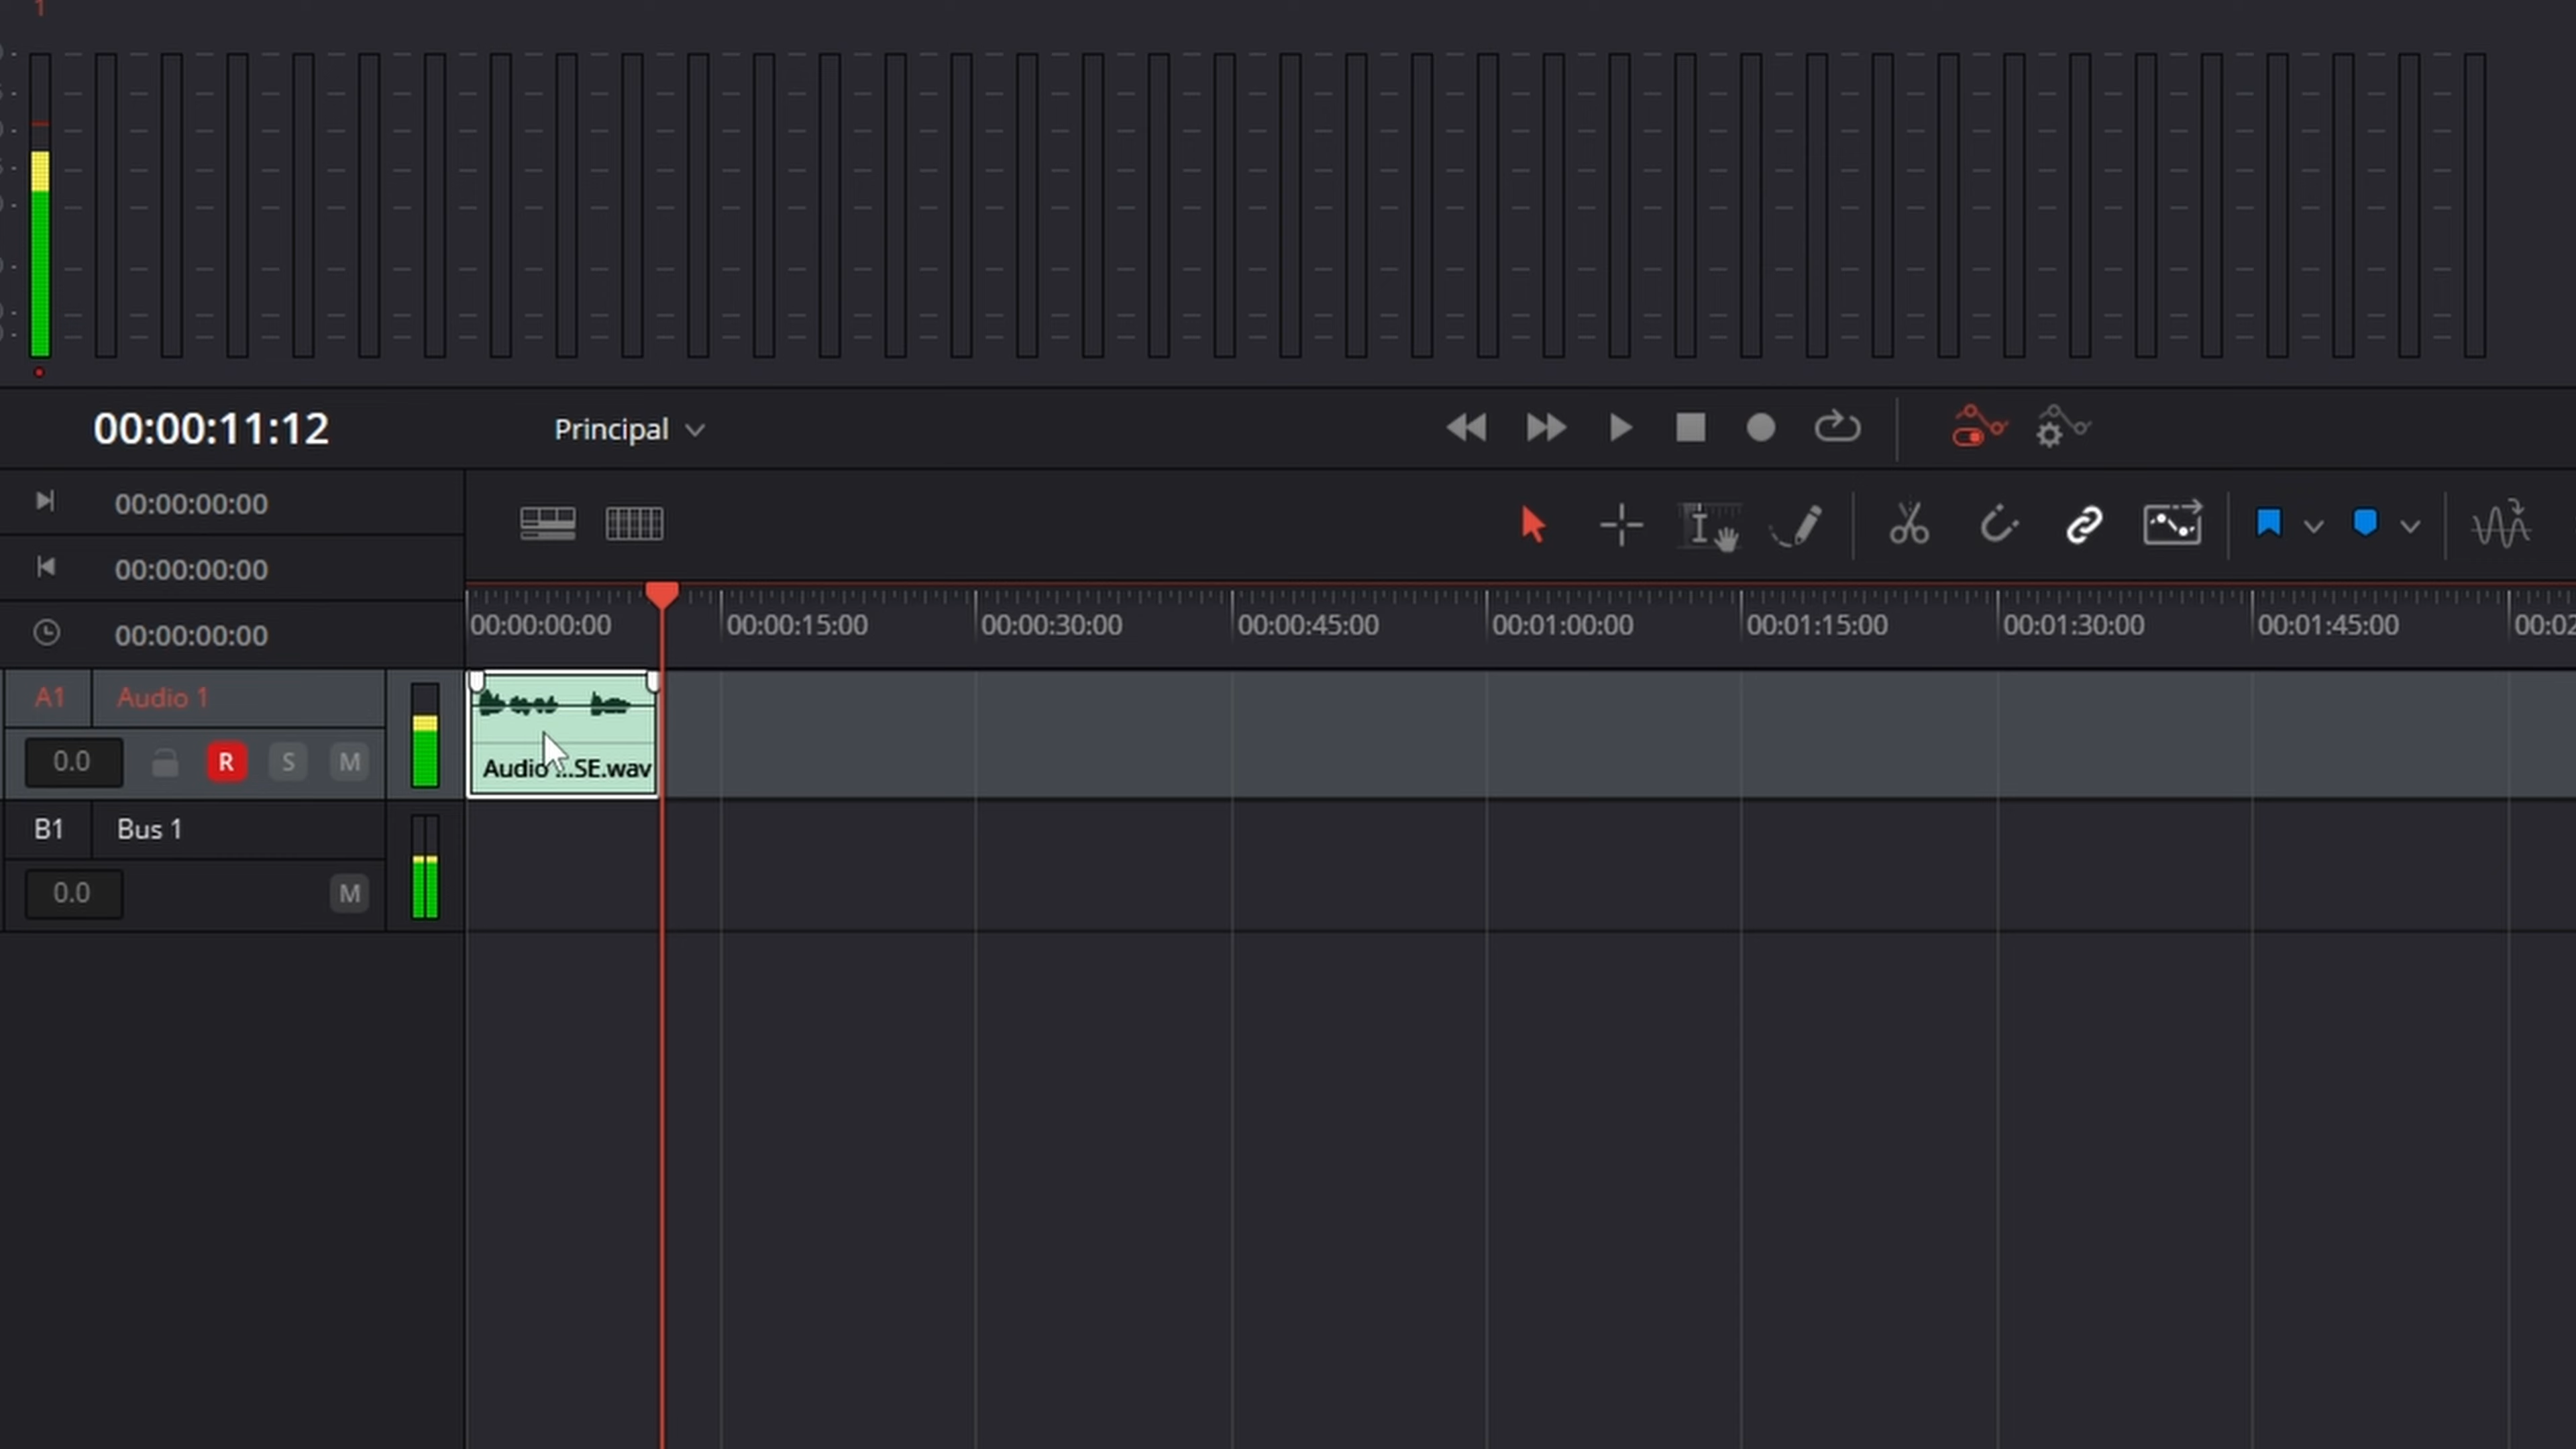 1
00:00:11:12
Principal
00:00:00:00
00:00:00:00
00:00:00:00
00:00:00:00 00:00:15:00 00:00:30:00 00:00:45:00 00:01:00:00 00:01:15:00 00:01:30:00 00:01:45:00 00:02
A1 Audio 1
0.0 R S M
Audio ...SE.wav
B1 Bus 1
0.0 M